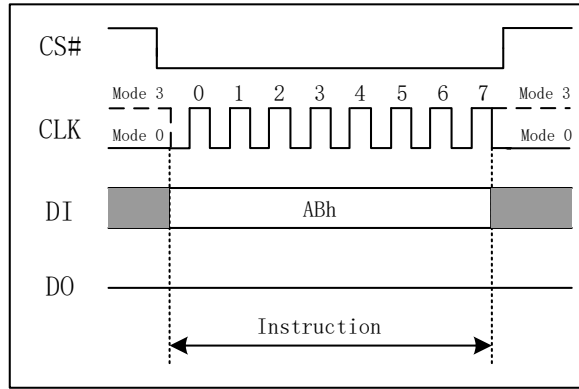 CS#
Mode 3 0 1 2 3 4 5 6 7 Mode 3
CLK
Mode 0 Mode 0
DI ABh
DO
Instruction